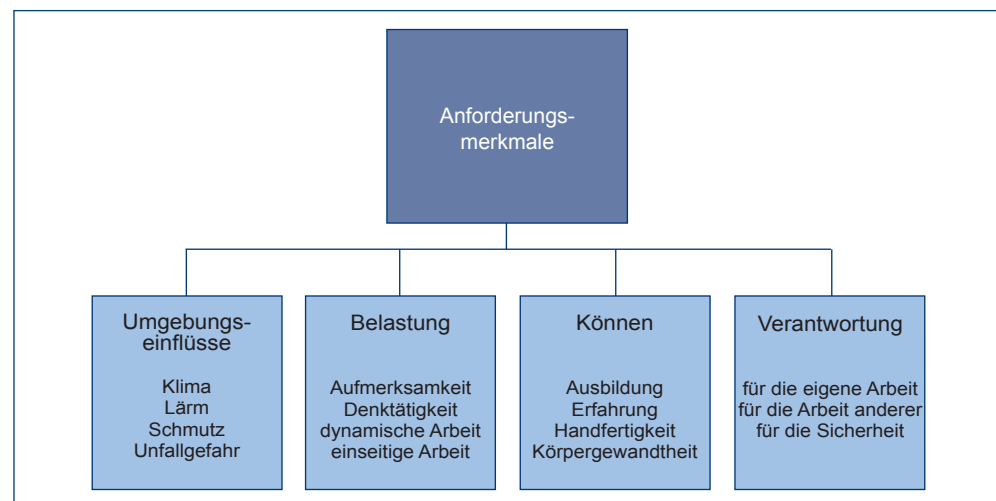 Anforderungs-
merkmale
Umgebungs-
einflüsse
Klima
Lärm
Schmutz
Unfallgefahr
Belastung
Aufmerksamkeit
Denktätigkeit
dynamische Arbeit
einseitige Arbeit
Können
Ausbildung
Erfahrung
Handfertigkeit
Körpergewandtheit
Verantwortung
für die eigene Arbeit
für die Arbeit anderer
für die Sicherheit